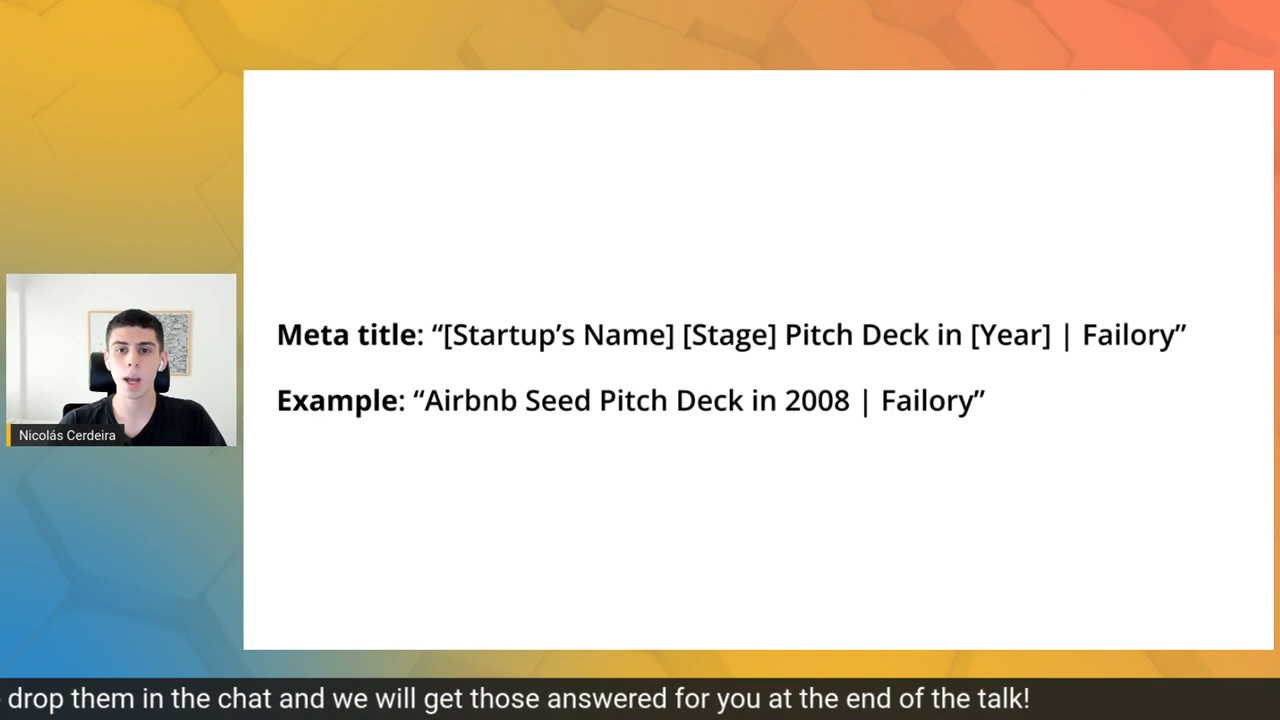 Meta title: “[Startup’s Name] [Stage] Pitch Deck in [Year] | Failory”
Example: “Airbnb Seed Pitch Deck in 2008 | Failory”
Nicolás Cerdeira
drop them in the chat and we will get those answered for you at the end of the talk!